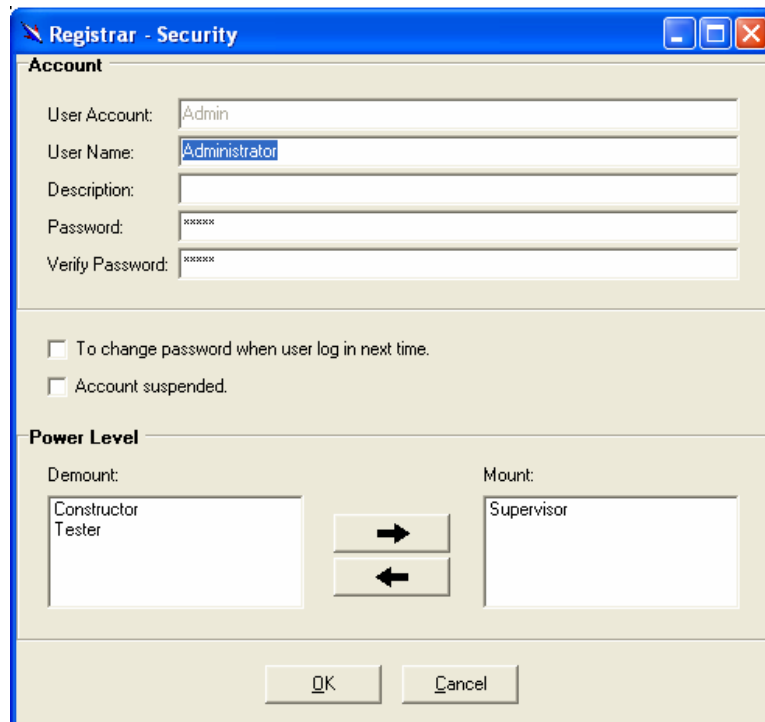 Registrar - Security
Account
User Account: Admin
User Name: Administrator
Description:
Password: *****
Verify Password: *****
To change password when user log in next time.
Account suspended.
Power Level
Demount: Mount:
Constructor Supervisor
Tester
OK Cancel